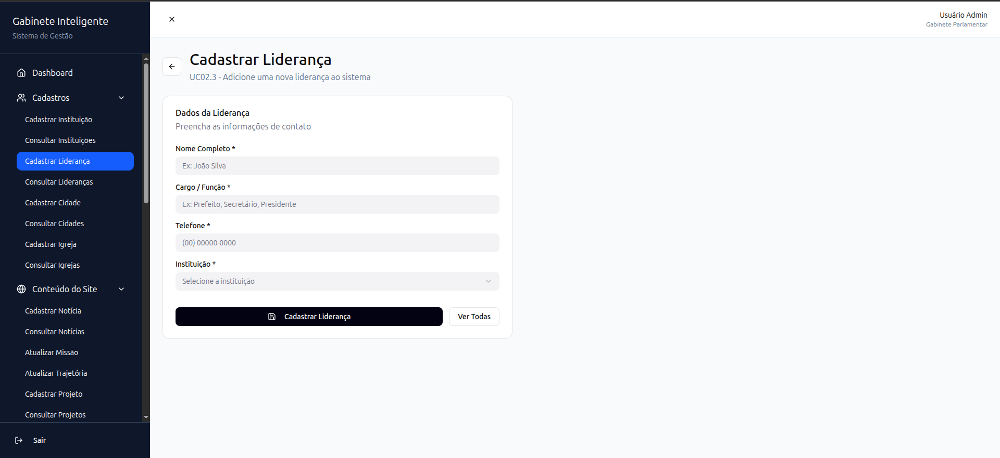 Gabinete Inteligente
Sistema de Gestão
Dashboard
Cadastros
Cadastrar Instituição
Consultar Instituições
Cadastrar Liderança
Consultar Lideranças
Cadastrar Cidade
Consultar Cidades
Cadastrar Igreja
Consultar Igrejas
Conteúdo do Site
Cadastrar Notícia
Consultar Notícias
Atualizar Missão
Atualizar Trajetória
Cadastrar Projeto
Consultar Projetos
Sair
Usuário Admin
Gabinete Parlamentar
Cadastrar Liderança
UC02.3 - Adicione uma nova liderança ao sistema
Dados da Liderança
Preencha as informações de contato
Nome Completo *
Ex: João Silva
Cargo / Função *
Ex: Prefeito, Secretário, Presidente
Telefone *
(00) 00000-0000
Instituição *
Selecione a instituição
Cadastrar Liderança
Ver Todas